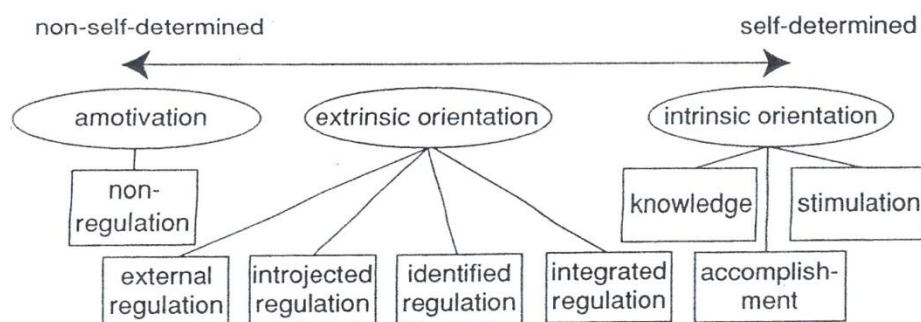 non-self-determined
self-determined
amotivation
extrinsic orientation
intrinsic orientation
non-
regulation
knowledge
stimulation
external
regulation
introjected
regulation
identified
regulation
integrated
regulation
accomplish-
ment